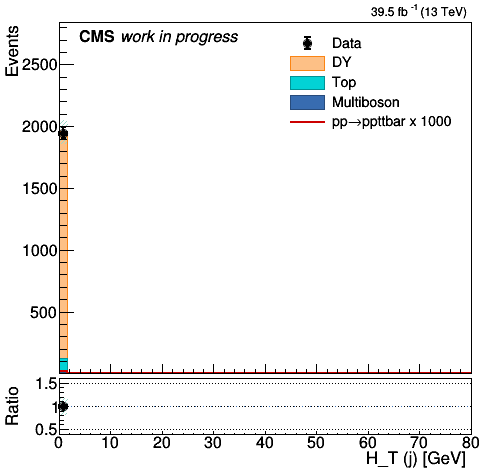 39.5 fb⁻¹ (13 TeV)
CMS work in progress
Events
Data
DY
Top
Multiboson
pp→ppttbar x 1000
2500
2000
1500
1000
500
Ratio
1.5
1
0.5
0 10 20 30 40 50 60 70 80
H_T (j) [GeV]